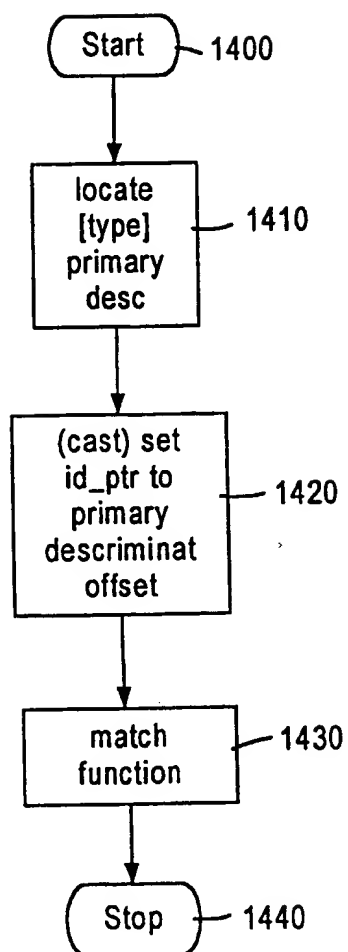 Start
1400
locate
[type]
primary
desc
1410
(cast) set
id_ptr to
primary
descriminat
offset
1420
match
function
1430
Stop
1440